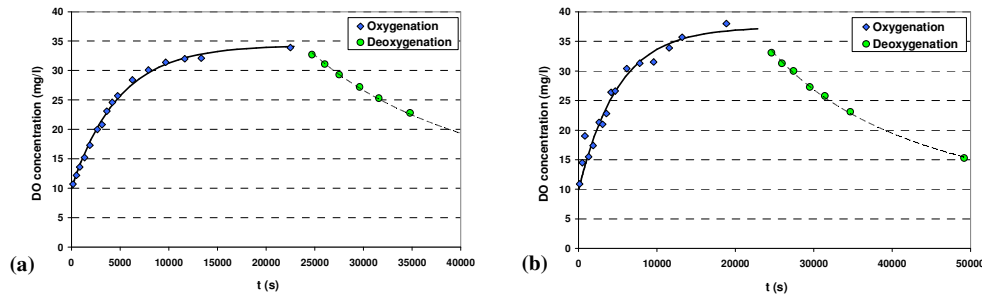 40
35
30
25
20
15
10
5
0
DO concentration (mg/l)
Oxygenation
Deoxygenation
0 5000 10000 15000 20000 25000 30000 35000 40000
t (s)
(a)
40
35
30
25
20
15
10
5
0
DO concentration (mg/l)
Oxygenation
Deoxygenation
0 10000 20000 30000 40000 50000
t (s)
(b)